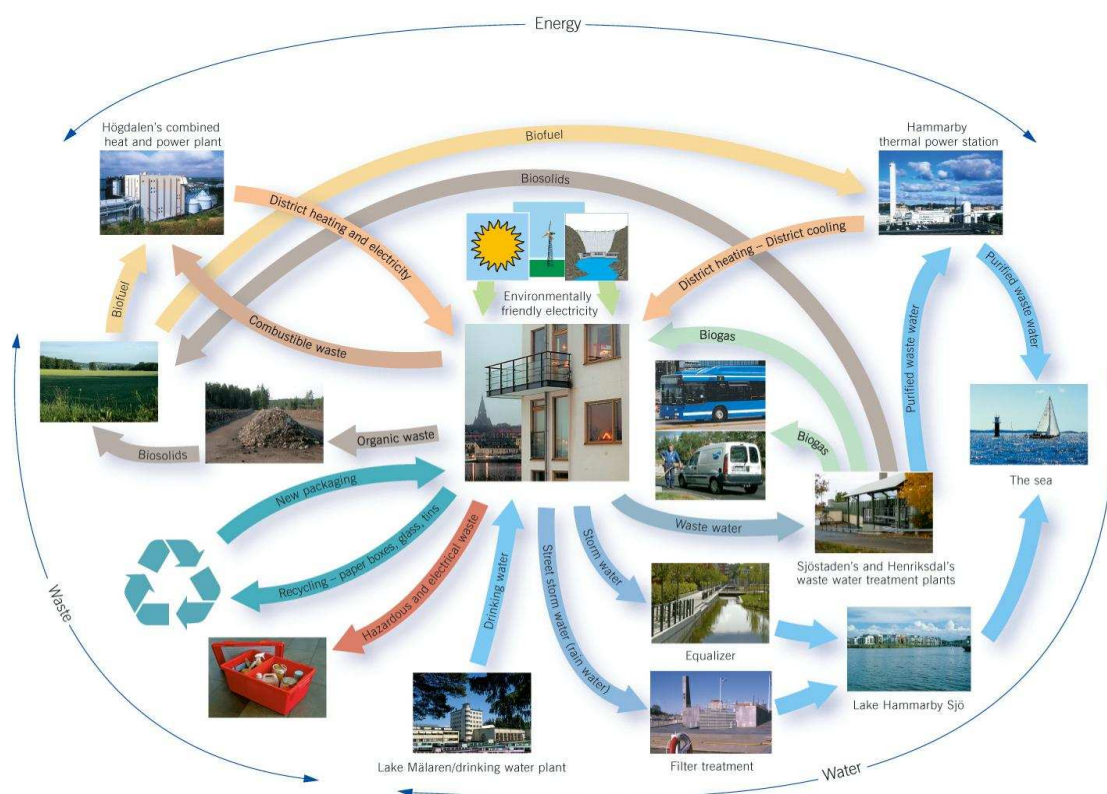 Energy
Högdalen's combined
heat and power plant
Biofuel
Hammarby
thermal power station
Biosolids
District heating and electricity
District heating – District cooling
Purified waste water
Environmentally
friendly electricity
Biofuel
Combustible waste
Biogas
Purified waste water
Organic waste
Biogas
Biosolids
The sea
New packaging
Waste water
Sjöstaden's and Henriksdal's
waste water treatment plants
Recycling – paper boxes, glass, tins
Hazardous and electrical waste
Drinking water
Street storm water (rain water)
Storm water
Waste
Equalizer
Lake Hammarby Sjö
Lake Mälaren/drinking water plant
Filter treatment
Water